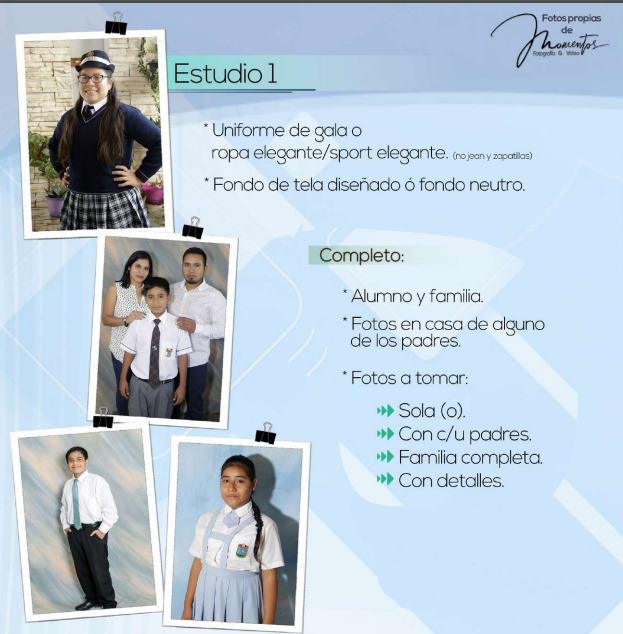 Fotos propias
de
Momentos
Fotografía & Video
Estudio 1
* Uniforme de gala o
ropa elegante/sport elegante. (no jean y zapatillas)
* Fondo de tela diseñado ó fondo neutro.
Completo:
* Alumno y familia.
* Fotos en casa de alguno
de los padres.
* Fotos a tomar:
Sola (o).
Con c/u padres.
Familia completa.
Con detalles.